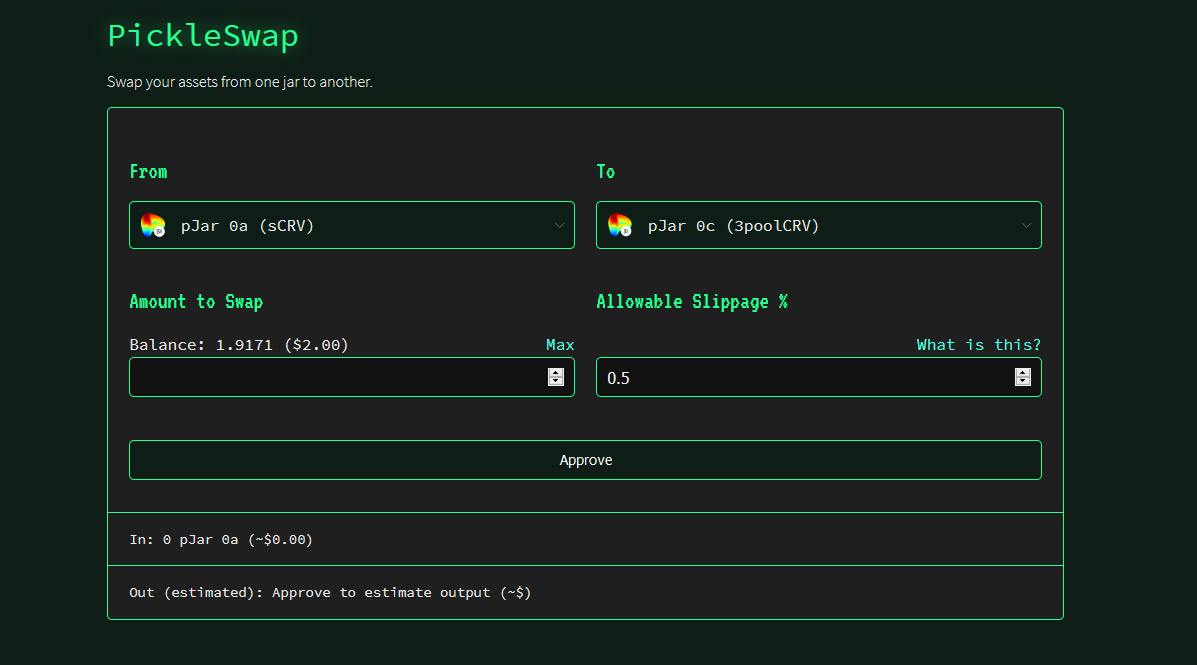 PickleSwap
Swap your assets from one jar to another.
From
To
pJar 0a (sCRV)
pJar 0c (3poolCRV)
Amount to Swap
Allowable Slippage %
Balance: 1.9171 ($2.00)
Max
What is this?
0.5
Approve
In: 0 pJar 0a (~$0.00)
Out (estimated): Approve to estimate output (~$)